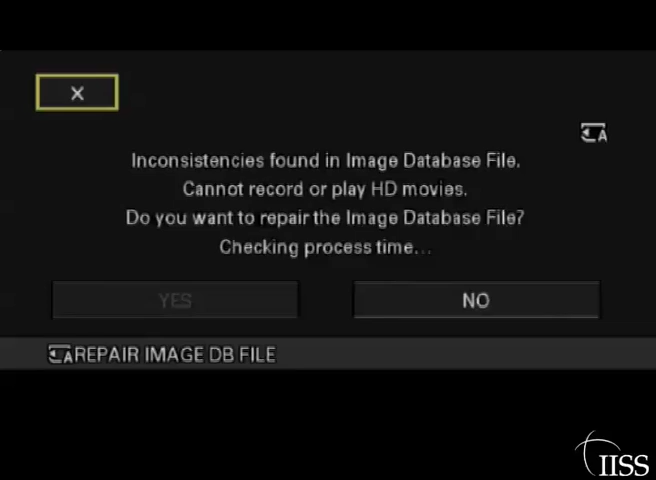 X
A
Inconsistencies found in Image Database File.
Cannot record or play HD movies.
Do you want to repair the Image Database File?
Checking process time...
YES
NO
A REPAIR IMAGE DB FILE
IISS